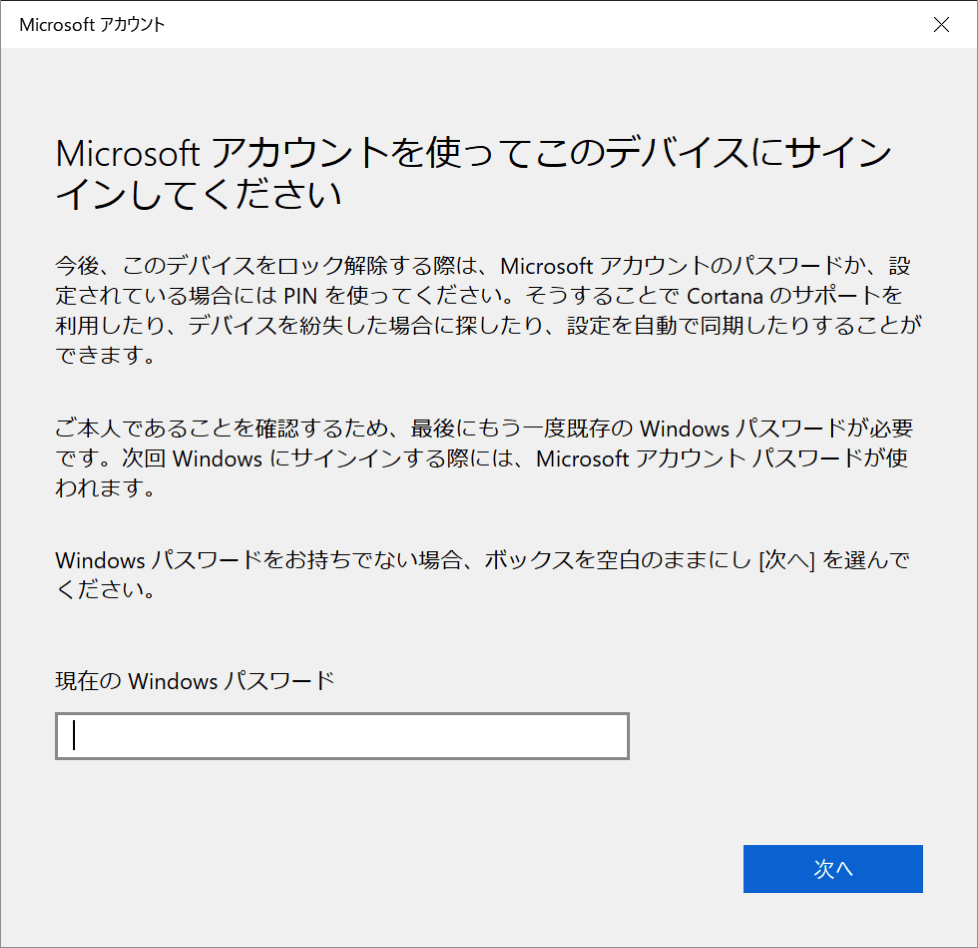 Microsoft アカウント
Microsoft アカウントを使ってこのデバイスにサイン
インしてください
今後、このデバイスをロック解除する際は、Microsoft アカウントのパスワードか、設
定されている場合には PIN を使ってください。そうすることで Cortana のサポートを
利用したり、デバイスを紛失した場合に探したり、設定を自動で同期したりすることが
できます。
ご本人であることを確認するため、最後にもう一度既存の Windows パスワードが必要
です。次回 Windows にサインインする際には、Microsoft アカウント パスワードが使
われます。
Windows パスワードをお持ちでない場合、ボックスを空白のままにし [次へ] を選んで
ください。
現在の Windows パスワード
次へ